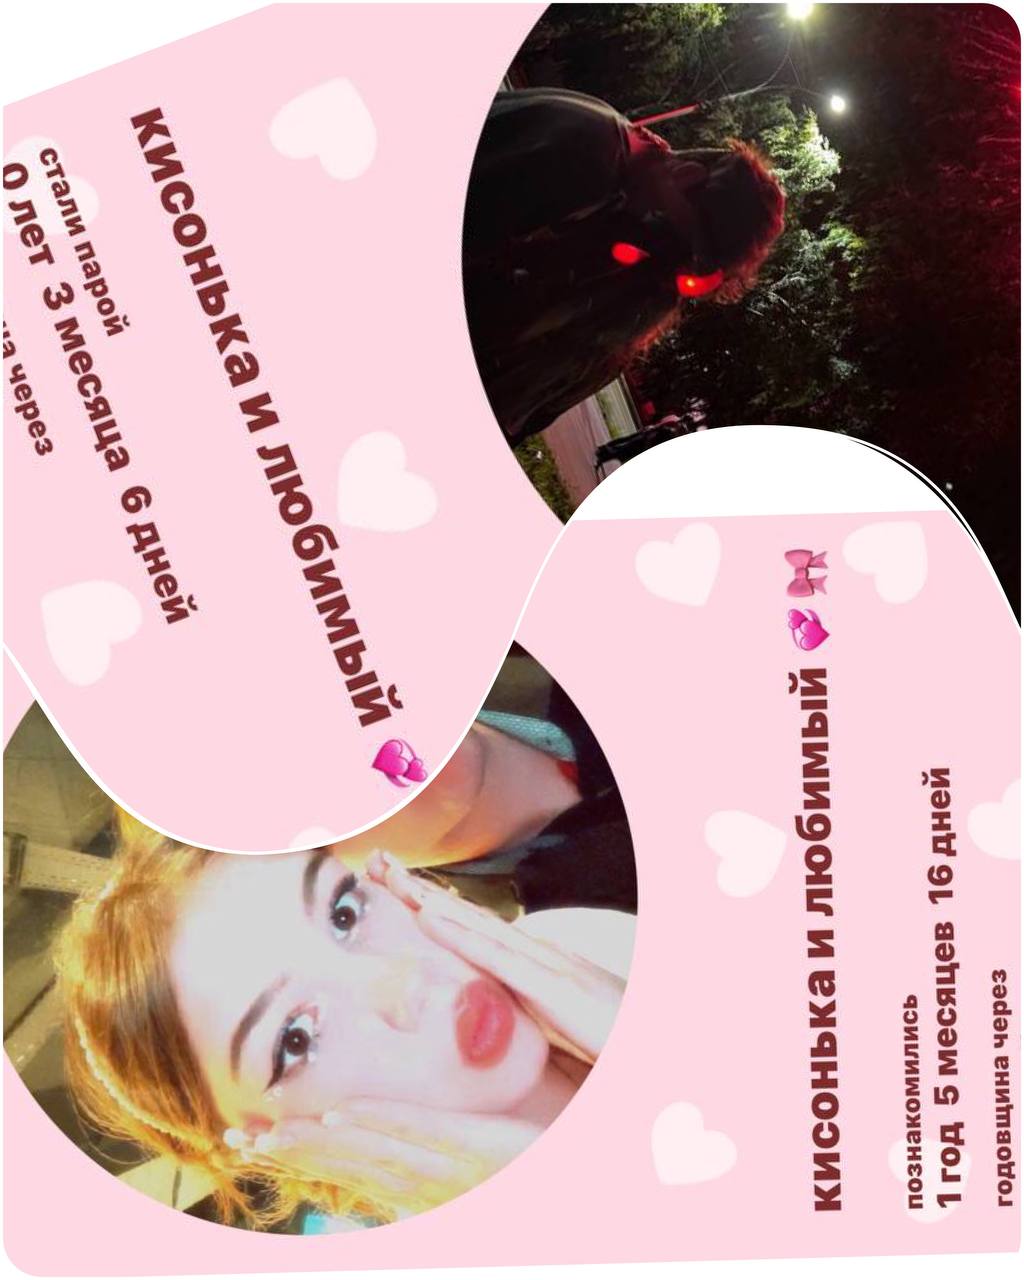 кисонька и любимый 💞
стали парой
0 лет 3 месяца 6 дней
через
кисонька и любимый 💞 🎀
познакомились
1 год 5 месяцев 16 дней
годовщина через